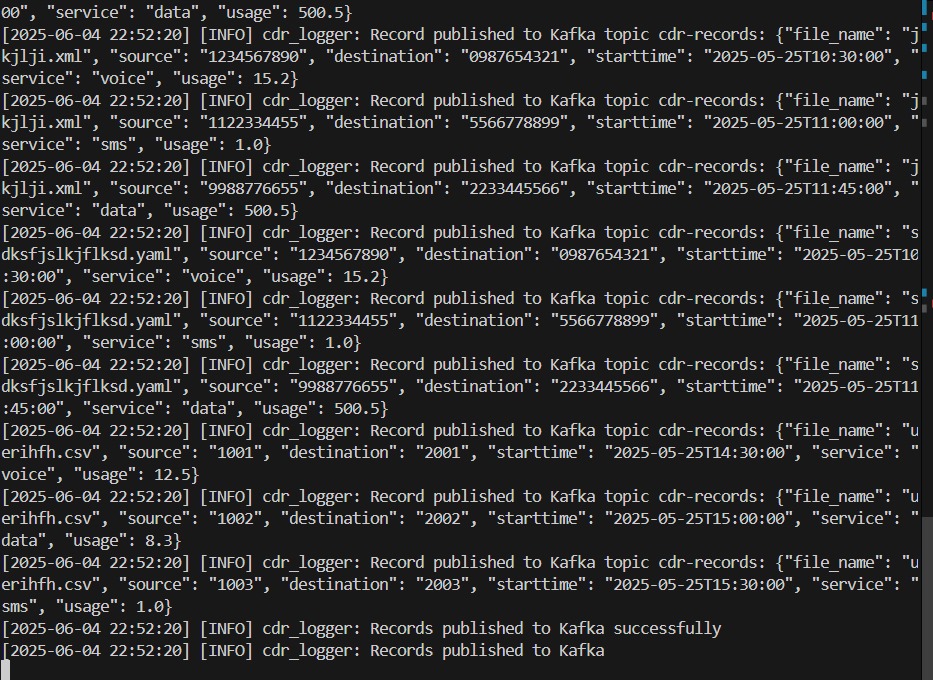 00", "service": "data", "usage": 500.5}
[2025-06-04 22:52:20] [INFO] cdr_logger: Record published to Kafka topic cdr-records: {"file_name": "j
kjlji.xml", "source": "1234567890", "destination": "0987654321", "starttime": "2025-05-25T10:30:00", "
service": "voice", "usage": 15.2}
[2025-06-04 22:52:20] [INFO] cdr_logger: Record published to Kafka topic cdr-records: {"file_name": "j
kjlji.xml", "source": "1122334455", "destination": "5566778899", "starttime": "2025-05-25T11:00:00", "
service": "sms", "usage": 1.0}
[2025-06-04 22:52:20] [INFO] cdr_logger: Record published to Kafka topic cdr-records: {"file_name": "j
kjlji.xml", "source": "9988776655", "destination": "2233445566", "starttime": "2025-05-25T11:45:00", "
service": "data", "usage": 500.5}
[2025-06-04 22:52:20] [INFO] cdr_logger: Record published to Kafka topic cdr-records: {"file_name": "s
dksfjslkjflksd.yaml", "source": "1234567890", "destination": "0987654321", "starttime": "2025-05-25T10
:30:00", "service": "voice", "usage": 15.2}
[2025-06-04 22:52:20] [INFO] cdr_logger: Record published to Kafka topic cdr-records: {"file_name": "s
dksfjslkjflksd.yaml", "source": "1122334455", "destination": "5566778899", "starttime": "2025-05-25T11
:00:00", "service": "sms", "usage": 1.0}
[2025-06-04 22:52:20] [INFO] cdr_logger: Record published to Kafka topic cdr-records: {"file_name": "s
dksfjslkjflksd.yaml", "source": "9988776655", "destination": "2233445566", "starttime": "2025-05-25T11
:45:00", "service": "data", "usage": 500.5}
[2025-06-04 22:52:20] [INFO] cdr_logger: Record published to Kafka topic cdr-records: {"file_name": "u
erihfh.csv", "source": "1001", "destination": "2001", "starttime": "2025-05-25T14:30:00", "service": "
voice", "usage": 12.5}
[2025-06-04 22:52:20] [INFO] cdr_logger: Record published to Kafka topic cdr-records: {"file_name": "u
erihfh.csv", "source": "1002", "destination": "2002", "starttime": "2025-05-25T15:00:00", "service": "
data", "usage": 8.3}
[2025-06-04 22:52:20] [INFO] cdr_logger: Record published to Kafka topic cdr-records: {"file_name": "u
erihfh.csv", "source": "1003", "destination": "2003", "starttime": "2025-05-25T15:30:00", "service": "
sms", "usage": 1.0}
[2025-06-04 22:52:20] [INFO] cdr_logger: Records published to Kafka successfully
[2025-06-04 22:52:20] [INFO] cdr_logger: Records published to Kafka